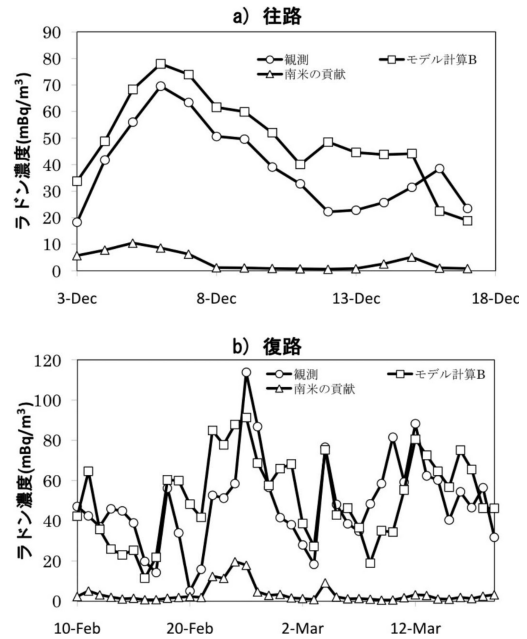 a）往路
観測
モデル計算B
南米の貢献
ラドン濃度(mBq/m³)
90
80
70
60
50
40
30
20
10
0
3-Dec
8-Dec
13-Dec
18-Dec
b）復路
観測
モデル計算B
南米の貢献
ラドン濃度(mBq/m³)
120
100
80
60
40
20
0
10-Feb
20-Feb
2-Mar
12-Mar